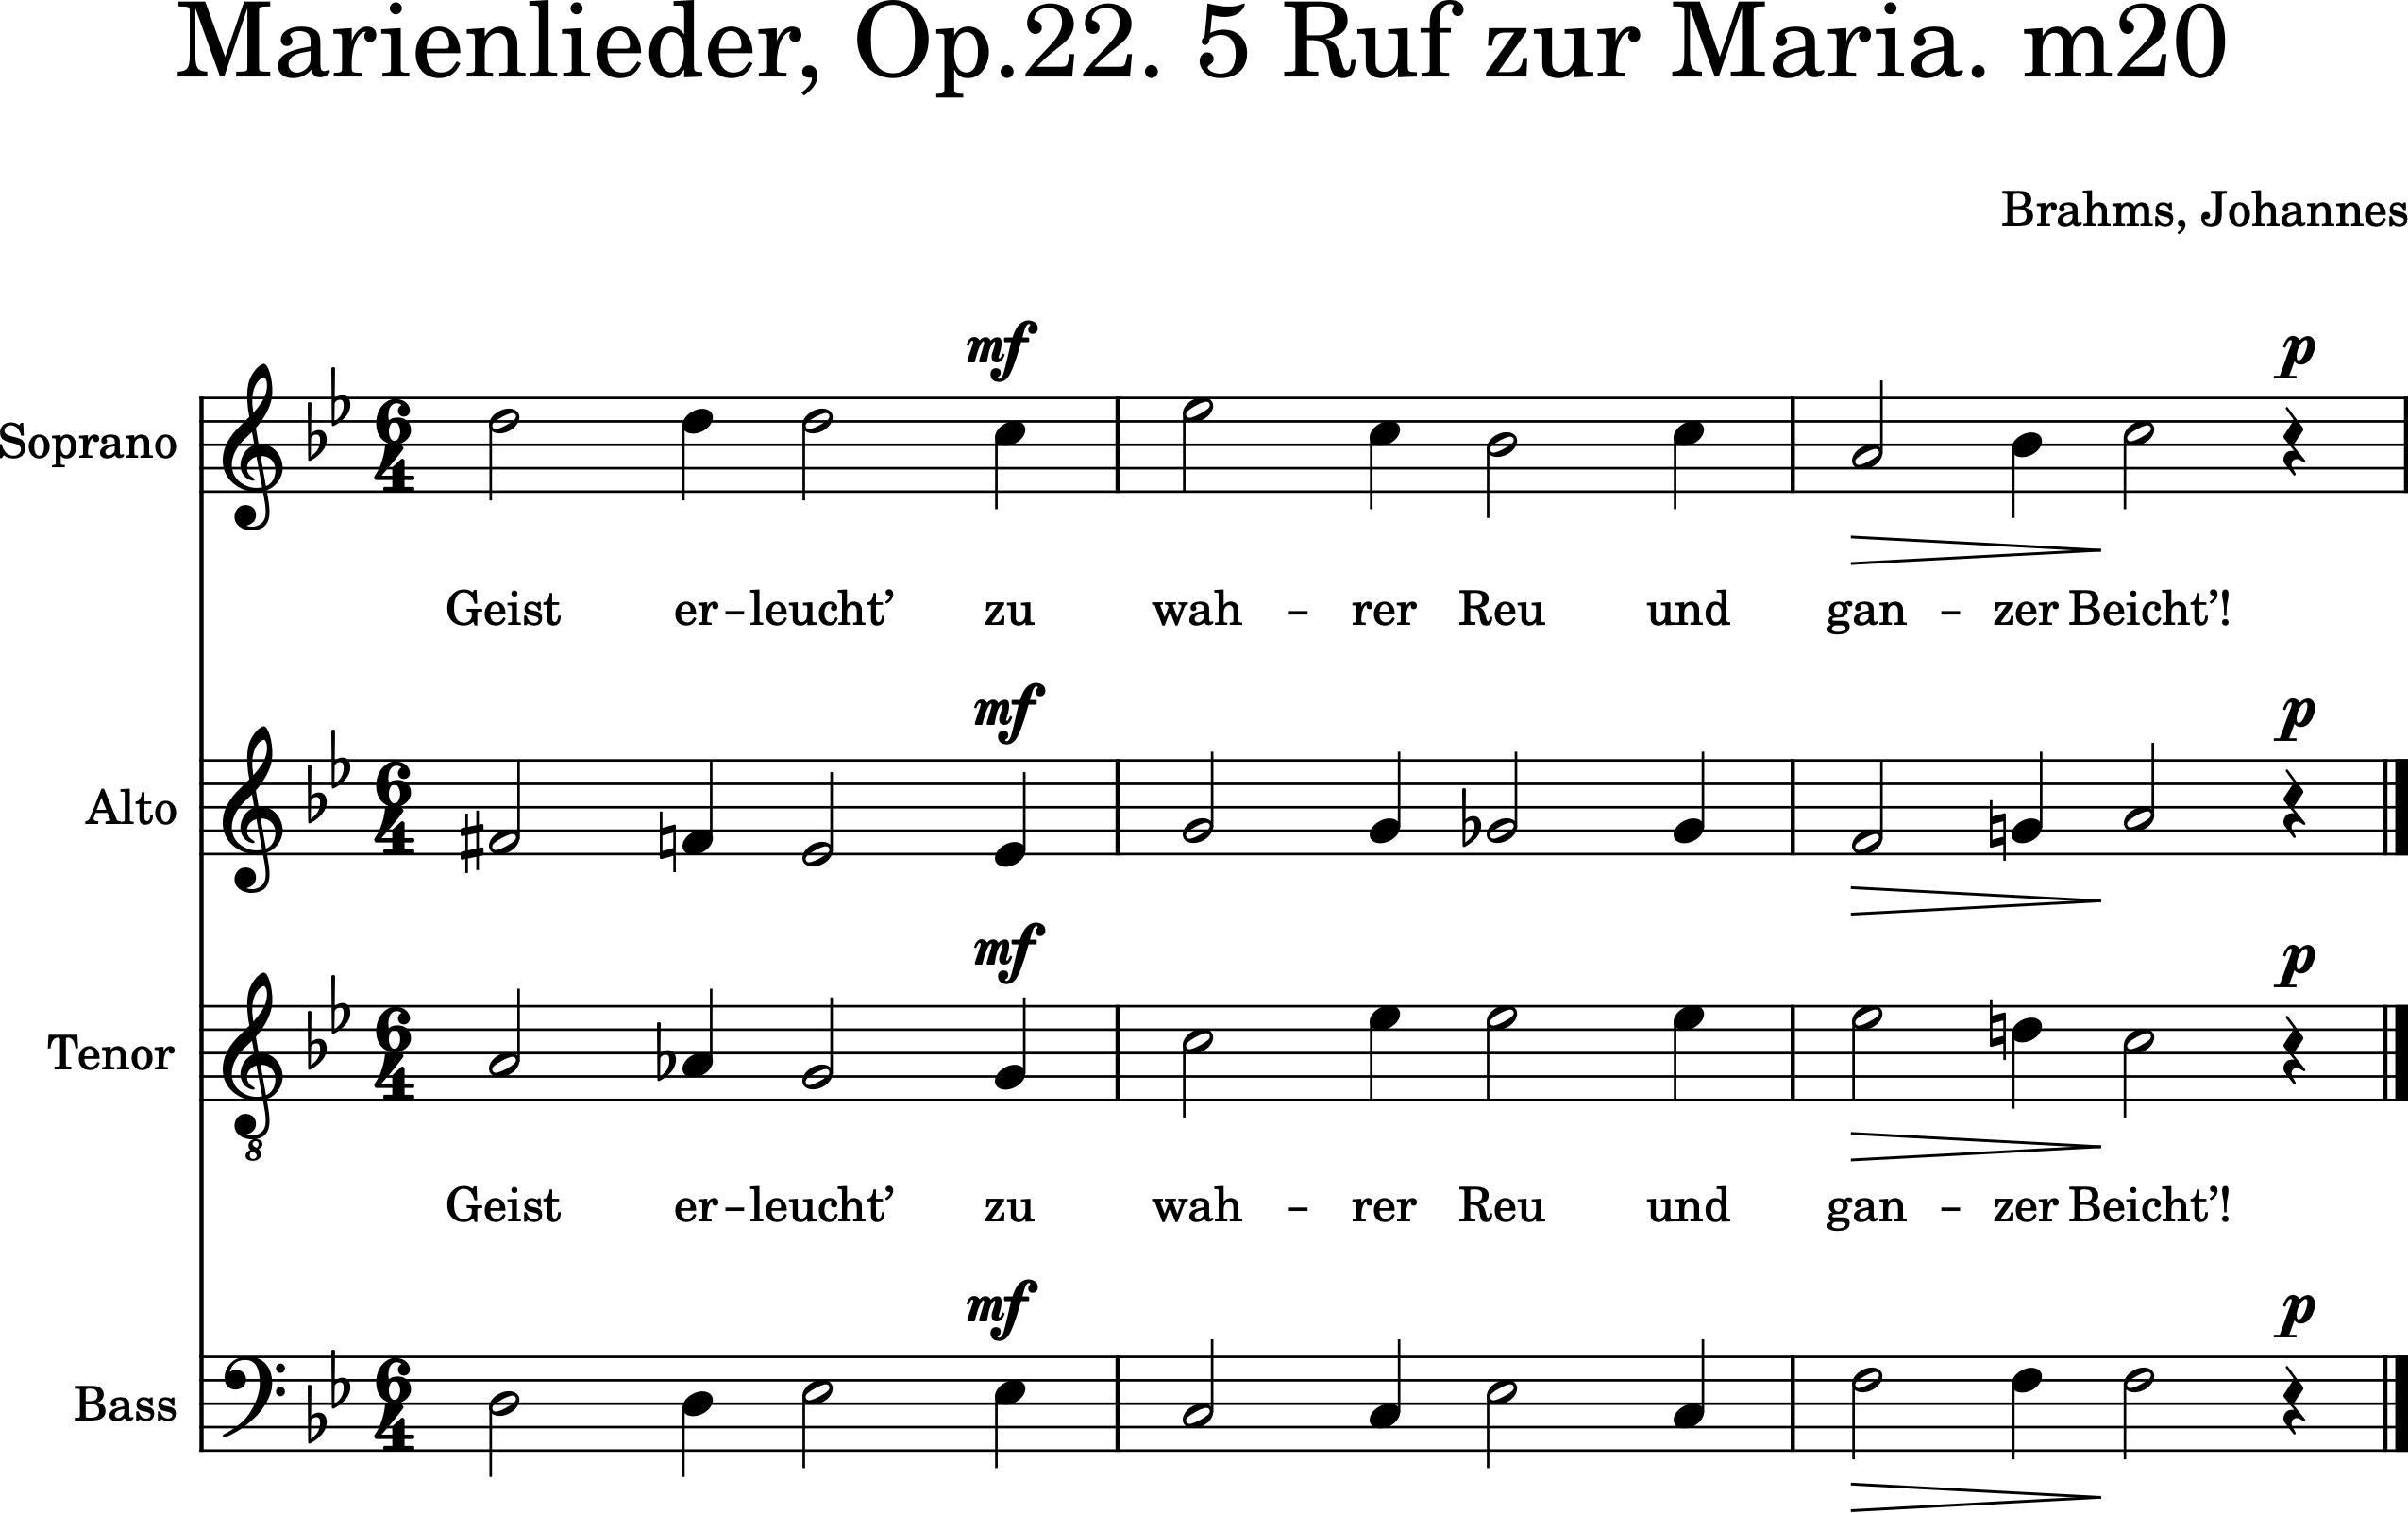 Marienlieder, Op.22. 5 Ruf zur Maria. m20
Brahms, Johannes
mf p
Soprano
Geist er–leucht’ zu wah – rer Reu und gan – zer Beicht’!
mf p
Alto
mf p
Tenor
8
Geist er–leucht’ zu wah – rer Reu und gan – zer Beicht’!
mf p
Bass